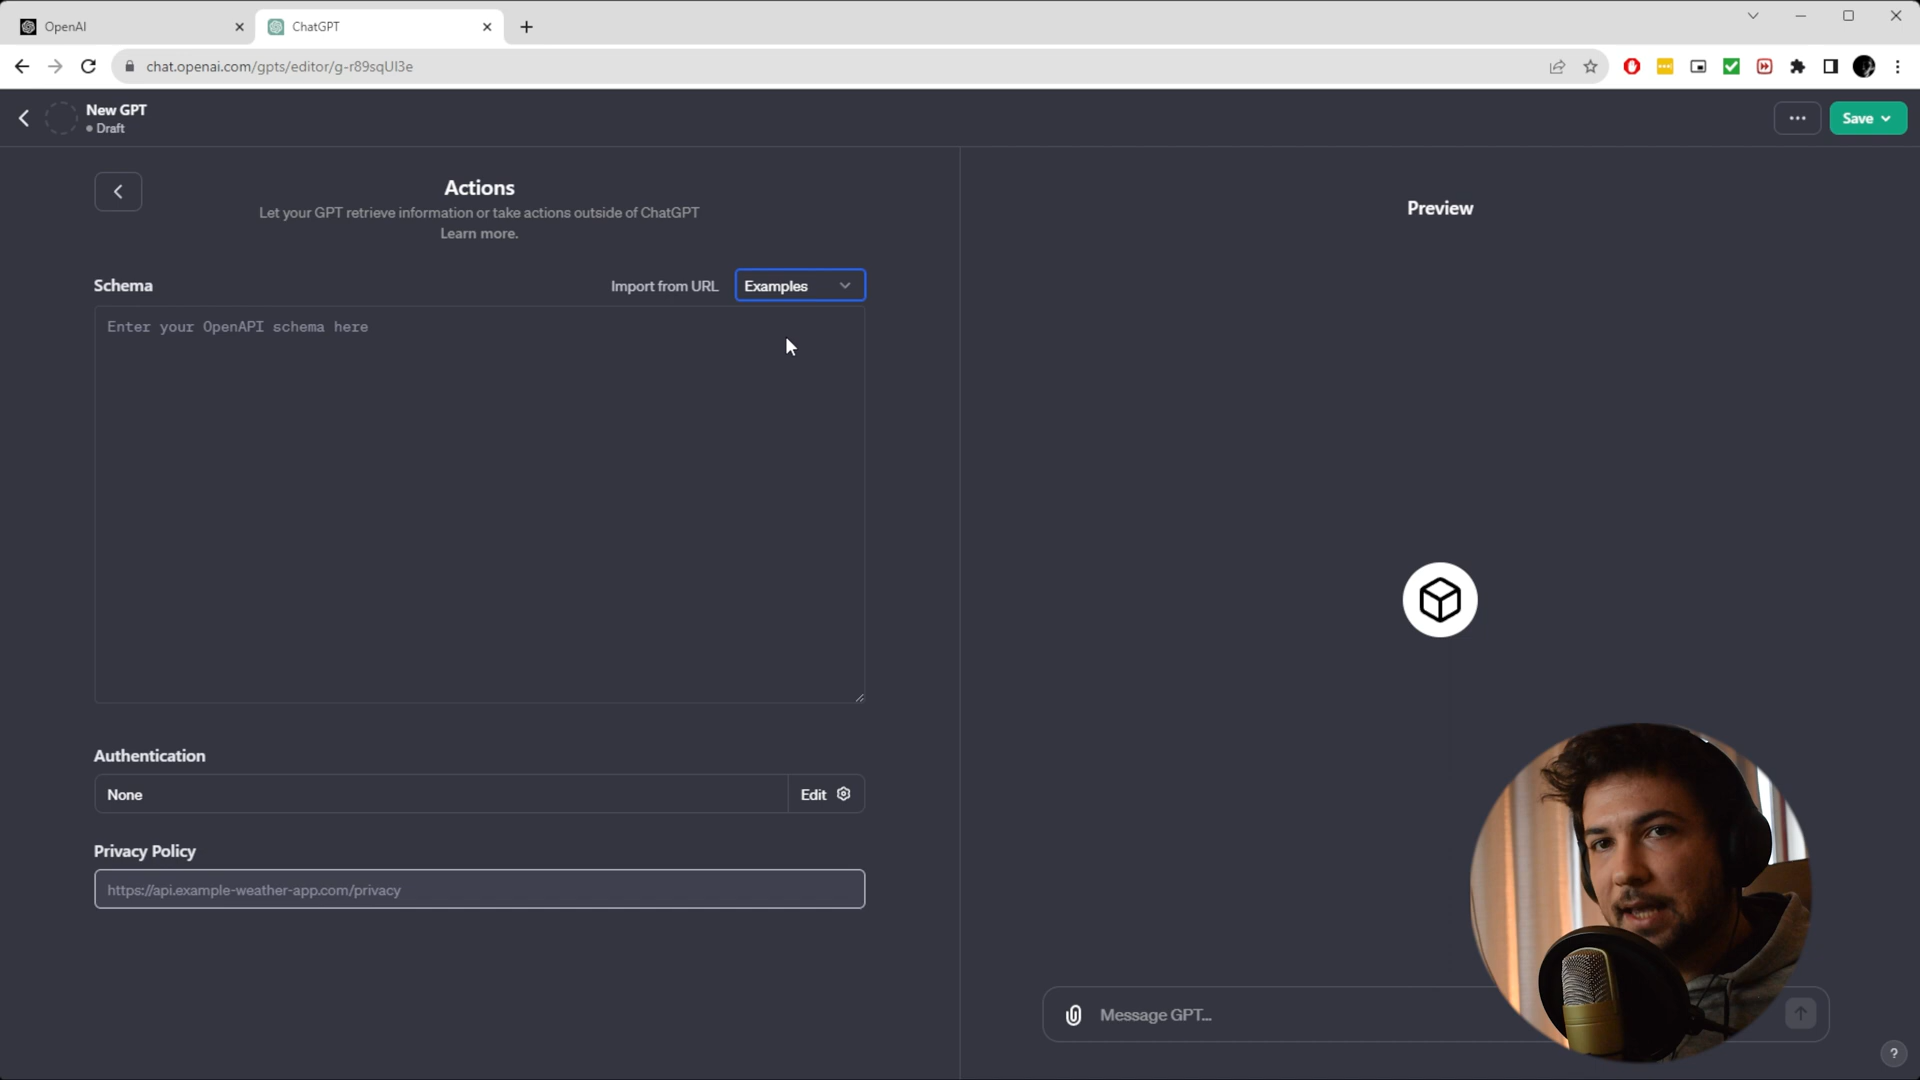 OpenAI
ChatGPT
chat.openai.com/gpts/editor/g-r89sqUI3e
New GPT
Draft
Save
Actions
Let your GPT retrieve information or take actions outside of ChatGPT
Learn more.
Schema
Import from URL
Examples
Enter your OpenAPI schema here
Authentication
None
Edit
Privacy Policy
https://api.example-weather-app.com/privacy
Preview
Message GPT...
?